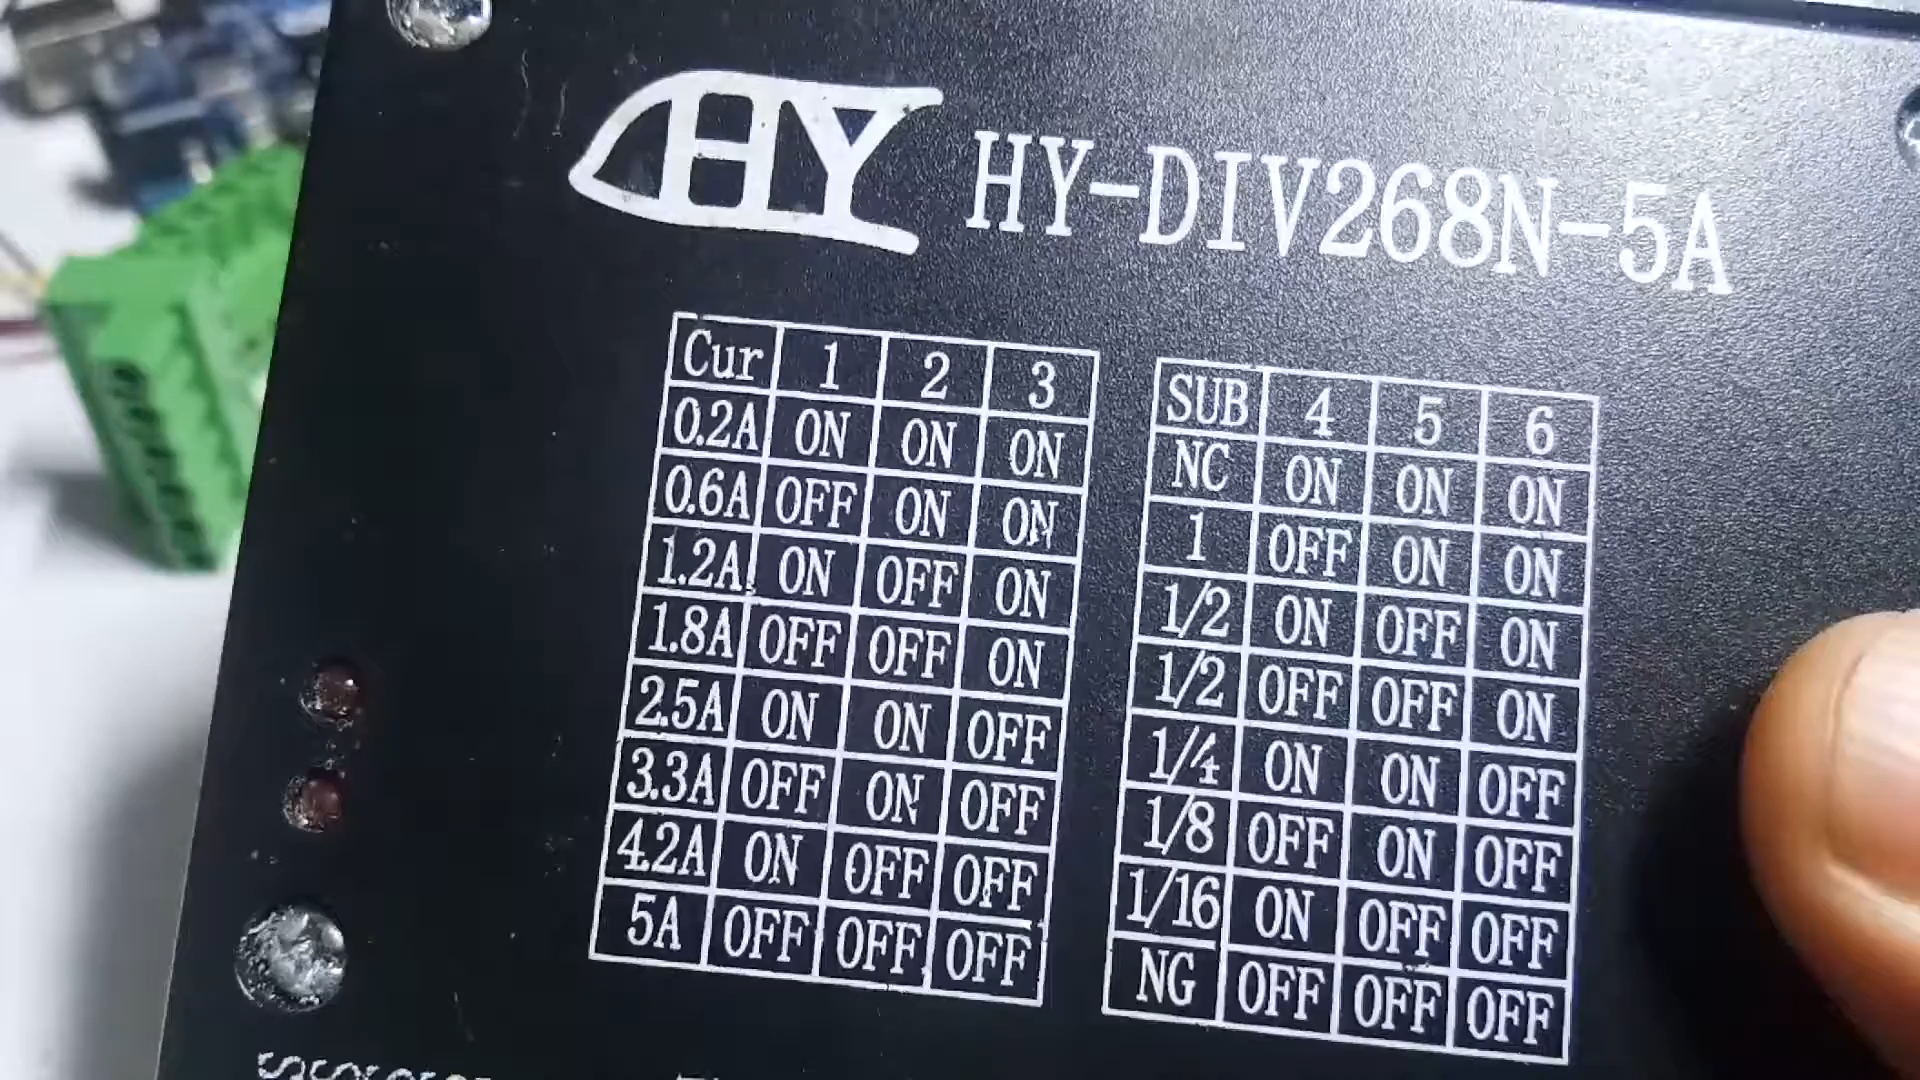 HY HY-DIV268N-5A
Cur 1 2 3
0.2A ON ON ON
0.6A OFF ON ON
1.2A ON OFF ON
1.8A OFF OFF ON
2.5A ON ON OFF
3.3A OFF ON OFF
4.2A ON OFF OFF
5A OFF OFF OFF
SUB 4 5 6
NC ON ON ON
1 OFF ON ON
1/2 ON OFF ON
1/2 OFF OFF ON
1/4 ON ON OFF
1/8 OFF ON OFF
1/16 ON OFF OFF
NG OFF OFF OFF